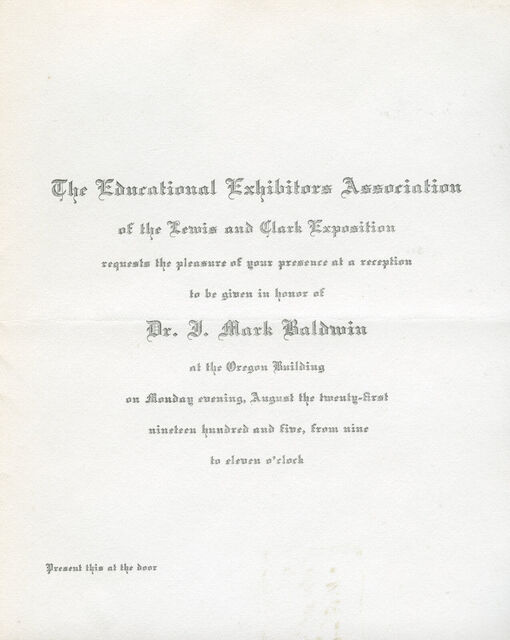 The Educational Exhibitors Association
of the Lewis and Clark Exposition
requests the pleasure of your presence at a reception
to be given in honor of
Dr. J. Mark Baldwin
at the Oregon Building
on Monday evening, August the twenty-first
nineteen hundred and five, from nine
to eleven o'clock
Present this at the door